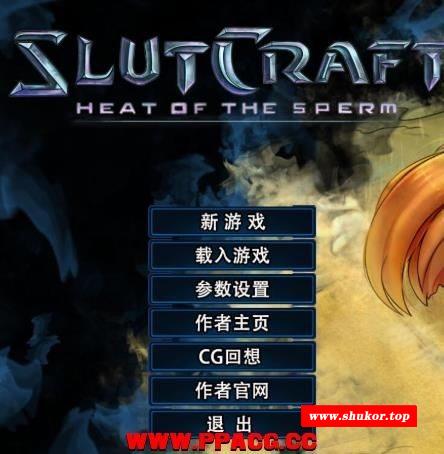 SLUTCRAFT
HEAT OF THE SPERM
新游戏
载入游戏
参数设置
作者主页
CG回想
作者官网
退出
www.shukor.top
WWW.PPACG.CC